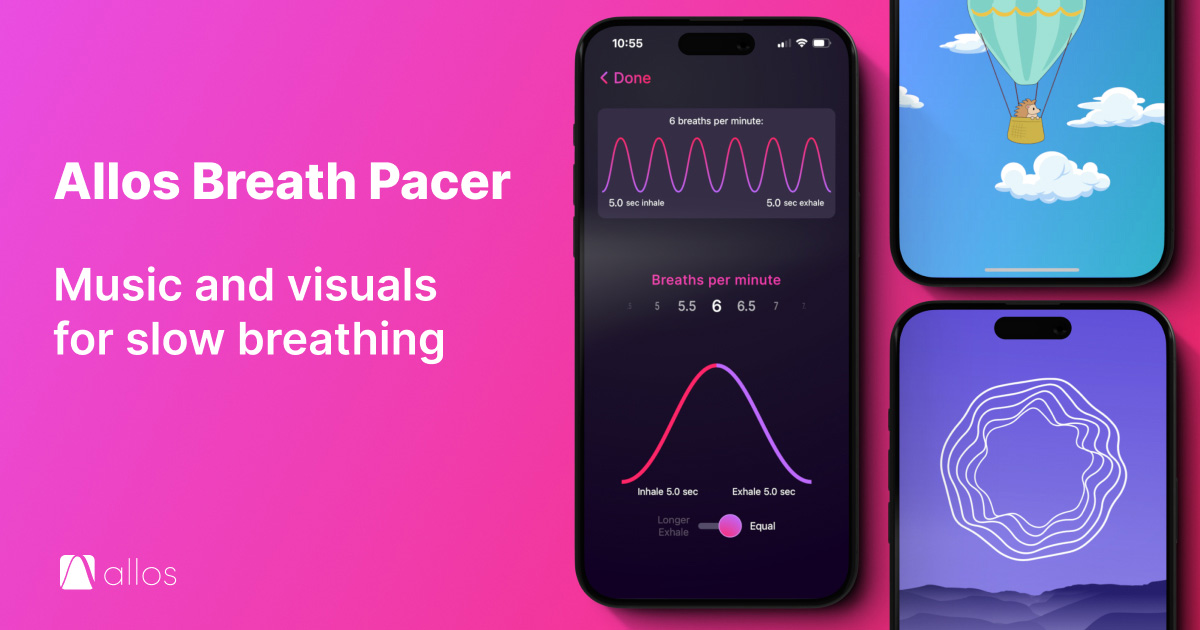 Allos Breath Pacer
Music and visuals
for slow breathing
allos
10:55
Done
6 breaths per minute:
5.0 sec inhale
5.0 sec exhale
Breaths per minute
5 5.5 6 6.5 7
Inhale 5.0 sec
Exhale 5.0 sec
Longer
Exhale
Equal